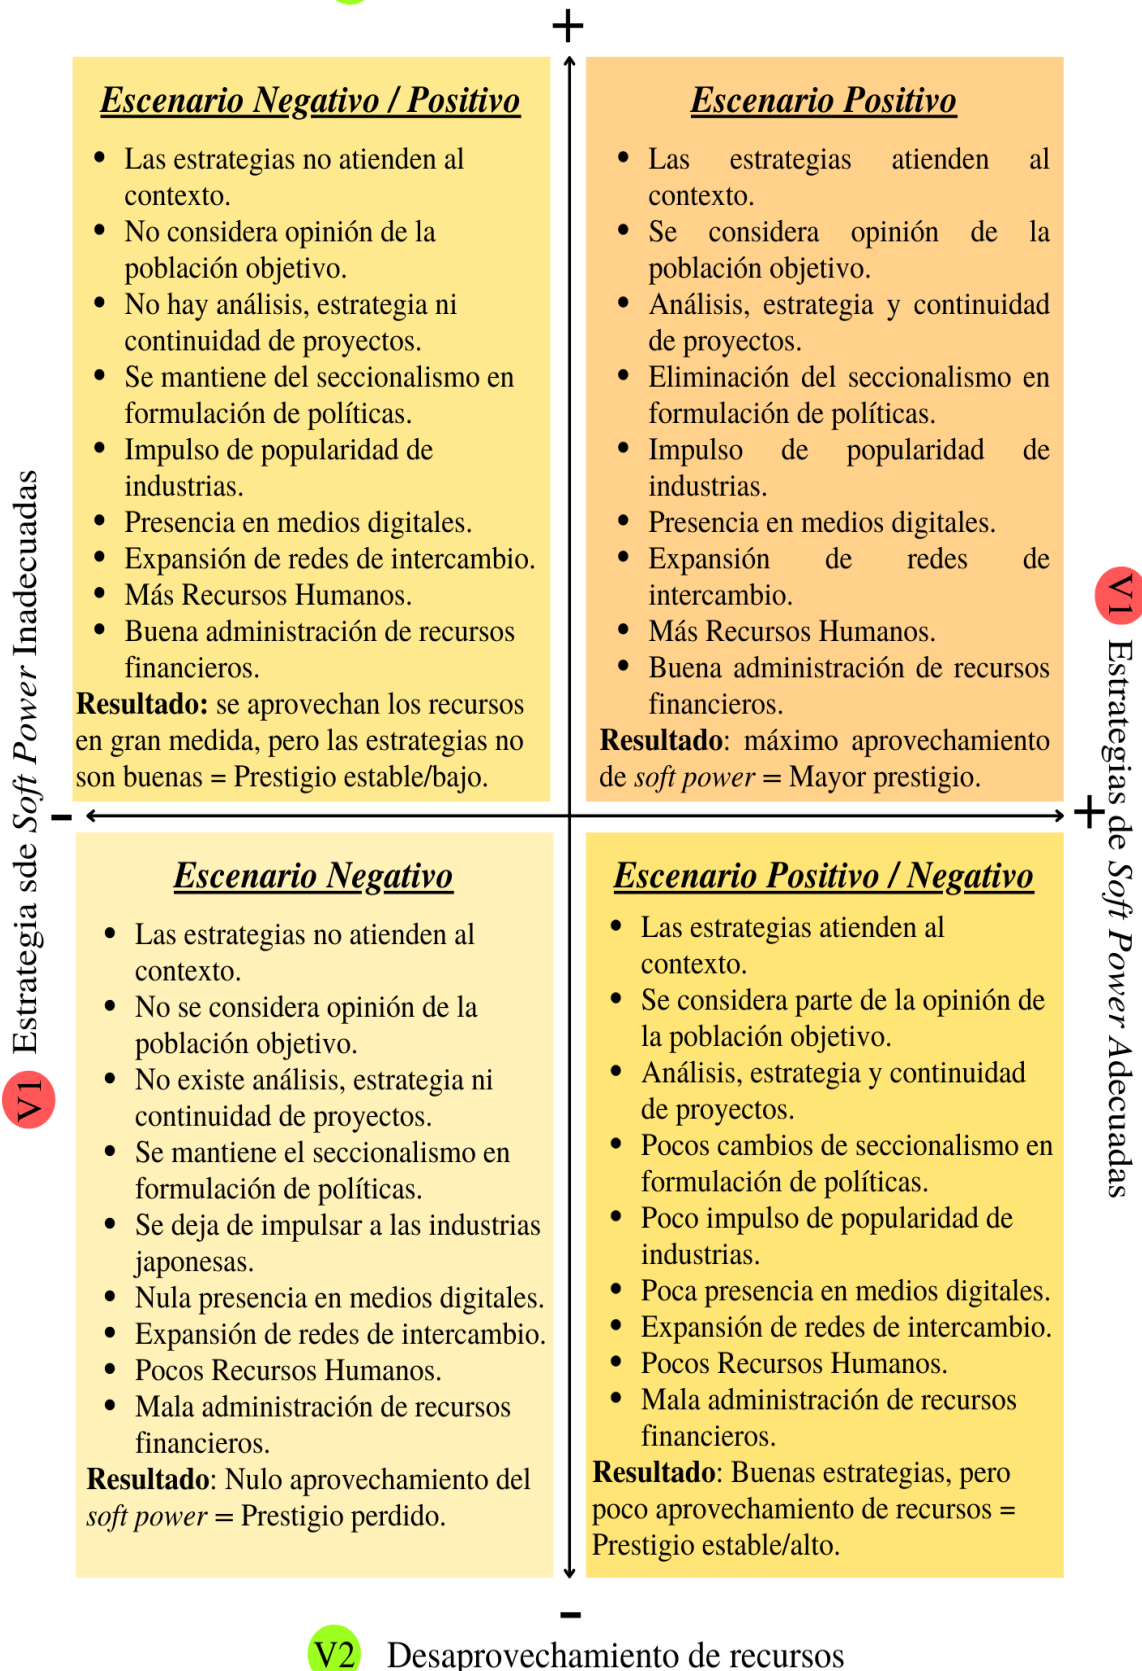 +
Escenario Negativo / Positivo
• Las estrategias no atienden al
contexto.
• No considera opinión de la
población objetivo.
• No hay análisis, estrategia ni
continuidad de proyectos.
• Se mantiene del seccionalismo en
formulación de políticas.
• Impulso de popularidad de
industrias.
• Presencia en medios digitales.
• Expansión de redes de intercambio.
• Más Recursos Humanos.
• Buena administración de recursos
financieros.
Resultado: se aprovechan los recursos
en gran medida, pero las estrategias no
son buenas = Prestigio estable/bajo.
Escenario Positivo
• Las estrategias atienden al
contexto.
• Se considera opinión de la
población objetivo.
• Análisis, estrategia y continuidad
de proyectos.
• Eliminación del seccionalismo en
formulación de políticas.
• Impulso de popularidad de
industrias.
• Presencia en medios digitales.
• Expansión de redes de
intercambio.
• Más Recursos Humanos.
• Buena administración de recursos
financieros.
Resultado: máximo aprovechamiento
de soft power = Mayor prestigio.
V1 Estrategia sde Soft Power Inadecuadas
-
+
V1 Estrategias de Soft Power Adecuadas
Escenario Negativo
• Las estrategias no atienden al
contexto.
• No se considera opinión de la
población objetivo.
• No existe análisis, estrategia ni
continuidad de proyectos.
• Se mantiene el seccionalismo en
formulación de políticas.
• Se deja de impulsar a las industrias
japonesas.
• Nula presencia en medios digitales.
• Expansión de redes de intercambio.
• Pocos Recursos Humanos.
• Mala administración de recursos
financieros.
Resultado: Nulo aprovechamiento del
soft power = Prestigio perdido.
Escenario Positivo / Negativo
• Las estrategias atienden al
contexto.
• Se considera parte de la opinión de
la población objetivo.
• Análisis, estrategia y continuidad
de proyectos.
• Pocos cambios de seccionalismo en
formulación de políticas.
• Poco impulso de popularidad de
industrias.
• Poca presencia en medios digitales.
• Expansión de redes de intercambio.
• Pocos Recursos Humanos.
• Mala administración de recursos
financieros.
Resultado: Buenas estrategias, pero
poco aprovechamiento de recursos =
Prestigio estable/alto.
-
V2 Desaprovechamiento de recursos